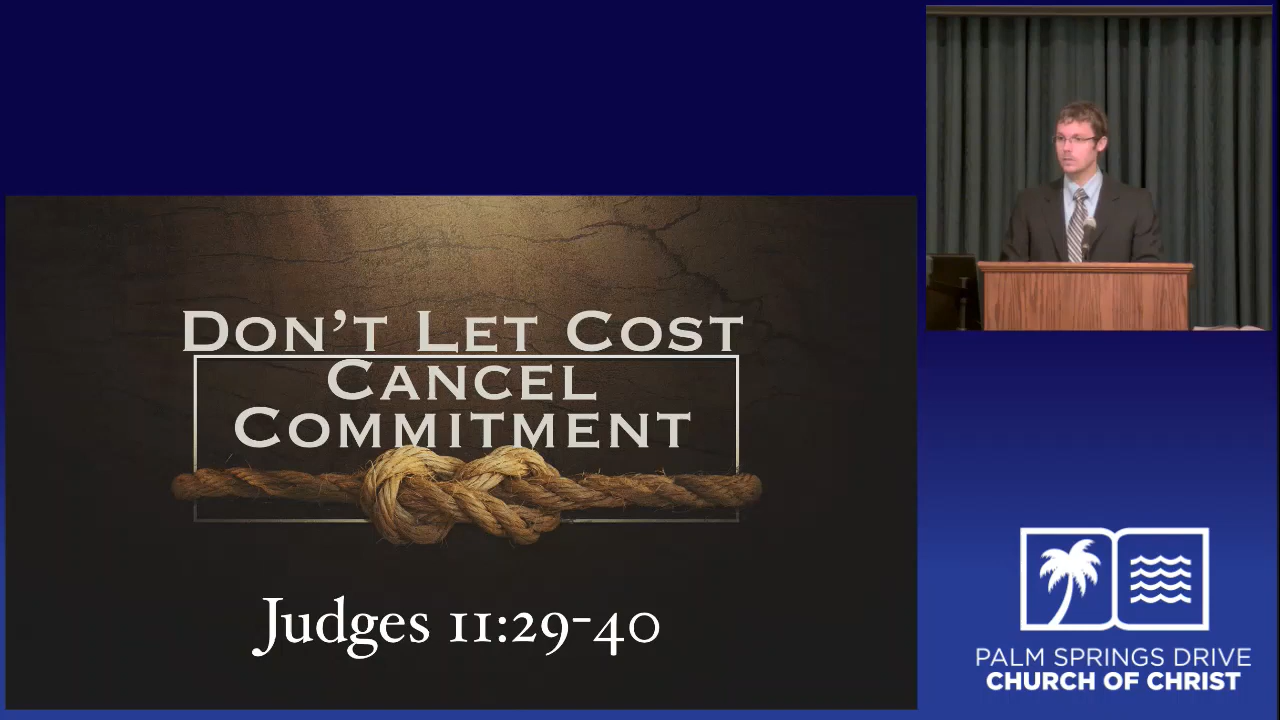 Don't Let Cost
Cancel
Commitment
Judges 11:29-40
PALM SPRINGS DRIVE
CHURCH OF CHRIST